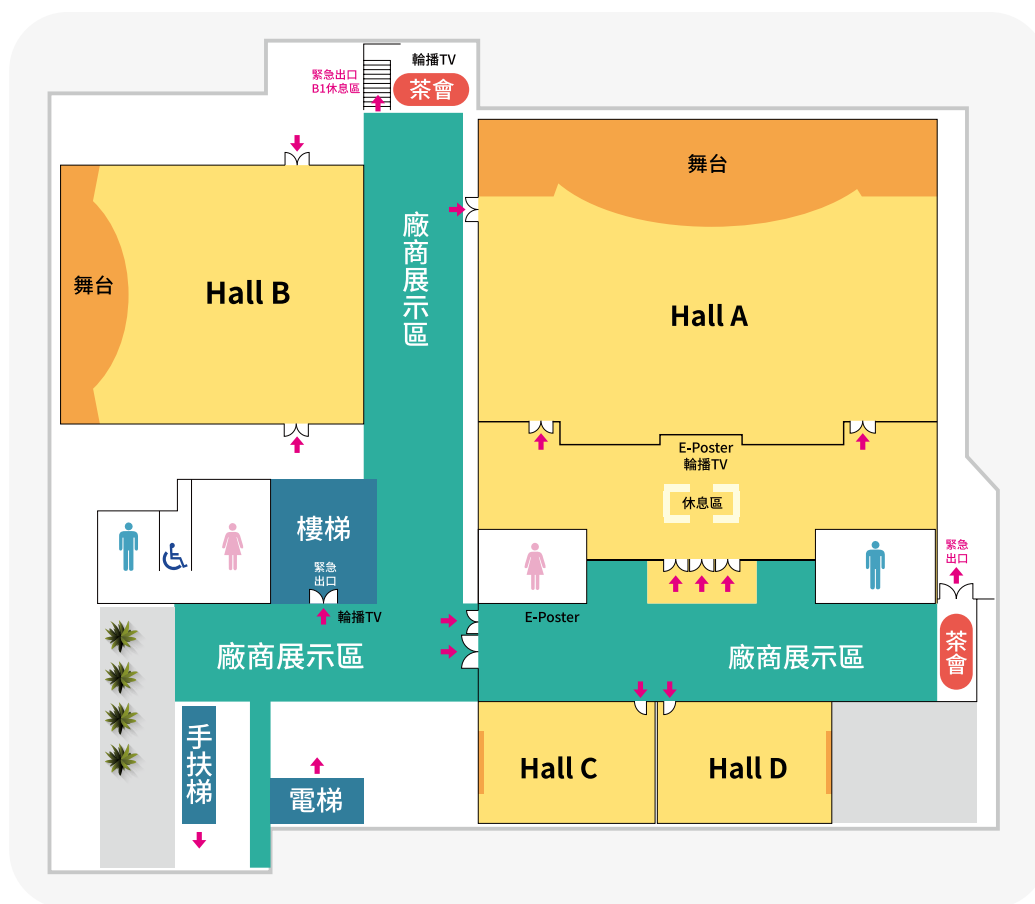 輪播TV
緊急出口
B1休息區
茶會
舞台
廠商展示區
舞台
Hall B
Hall A
E-Poster
輪播TV
休息區
樓梯
緊急
出口
緊急
出口
輪播TV
E-Poster
茶會
廠商展示區
廠商展示區
手扶梯
電梯
Hall C
Hall D